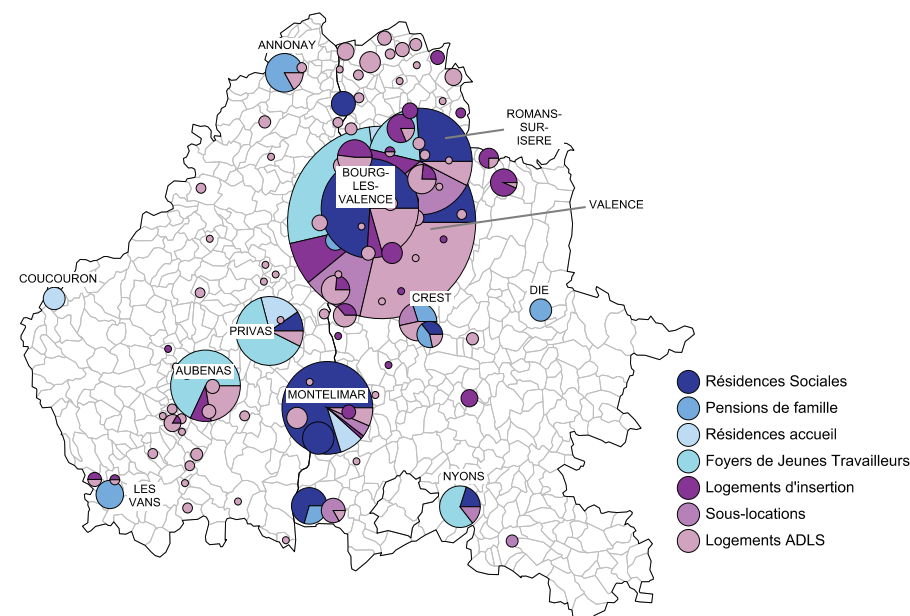 ANNONAY
ROMANS-
SUR-
ISERE
BOURG-
LES-
VALENCE
VALENCE
COUCOURON
CREST
DIE
PRIVAS
AUBENAS
MONTELIMAR
LES
VANS
NYONS
Résidences Sociales
Pensions de famille
Résidences accueil
Foyers de Jeunes Travailleurs
Logements d'insertion
Sous-locations
Logements ADLS